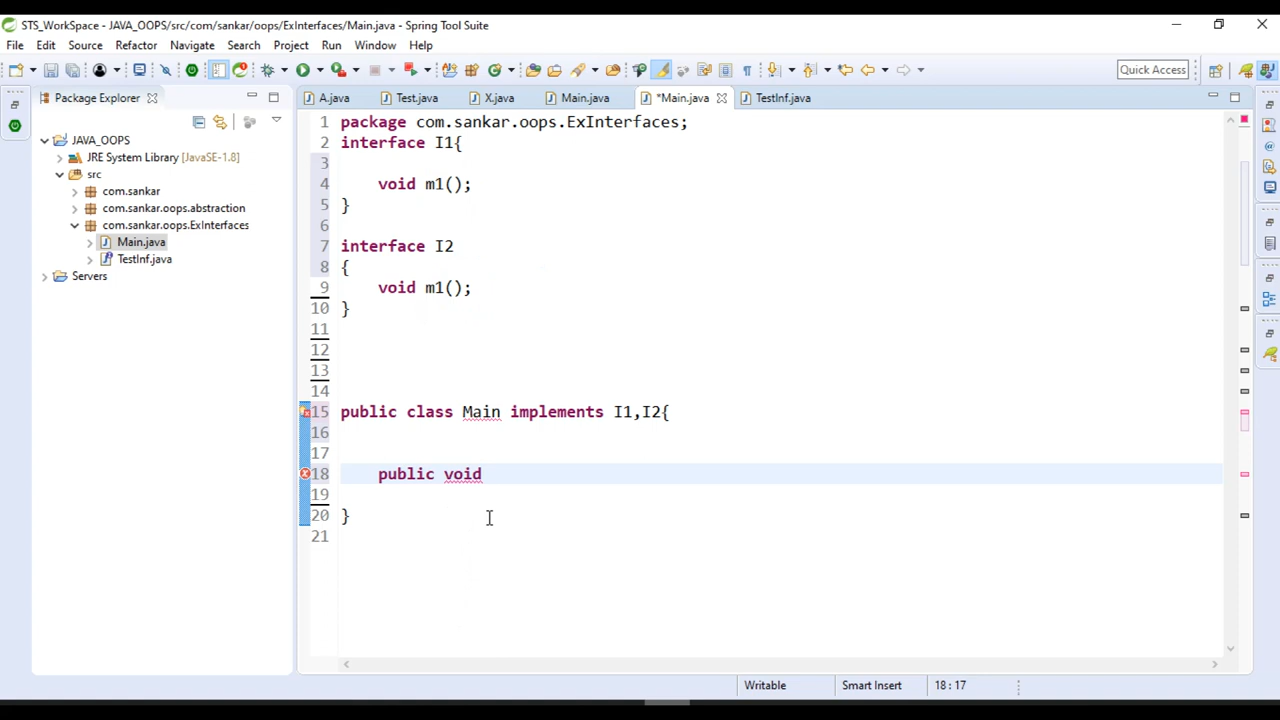 STS_WorkSpace - JAVA_OOPS/src/com/sankar/oops/ExInterfaces/Main.java - Spring Tool Suite
File Edit Source Refactor Navigate Search Project Run Window Help
Quick Access
Package Explorer
A.java Test.java X.java Main.java *Main.java TestInf.java
JAVA_OOPS
JRE System Library [JavaSE-1.8]
src
com.sankar
com.sankar.oops.abstraction
com.sankar.oops.ExInterfaces
Main.java
TestInf.java
Servers
1 package com.sankar.oops.ExInterfaces;
2 interface I1{
3
4 void m1();
5 }
6
7 interface I2
8 {
9 void m1();
10 }
11
12
13
14
15 public class Main implements I1,I2{
16
17
18 public void
19
20 }
21
Writable Smart Insert 18 : 17